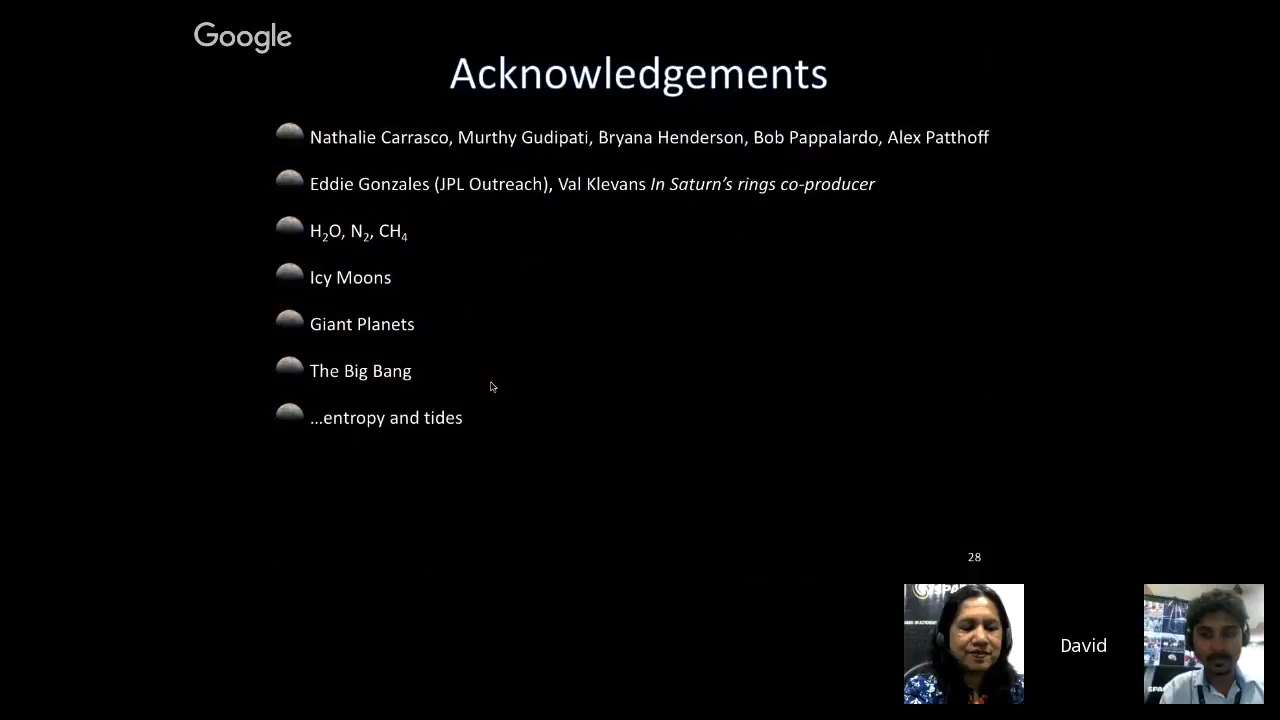 Google
Acknowledgements
Nathalie Carrasco, Murthy Gudipati, Bryana Henderson, Bob Pappalardo, Alex Patthoff
Eddie Gonzales (JPL Outreach), Val Klevans In Saturn’s rings co-producer
H₂O, N₂, CH₄
Icy Moons
Giant Planets
The Big Bang
...entropy and tides
28
David